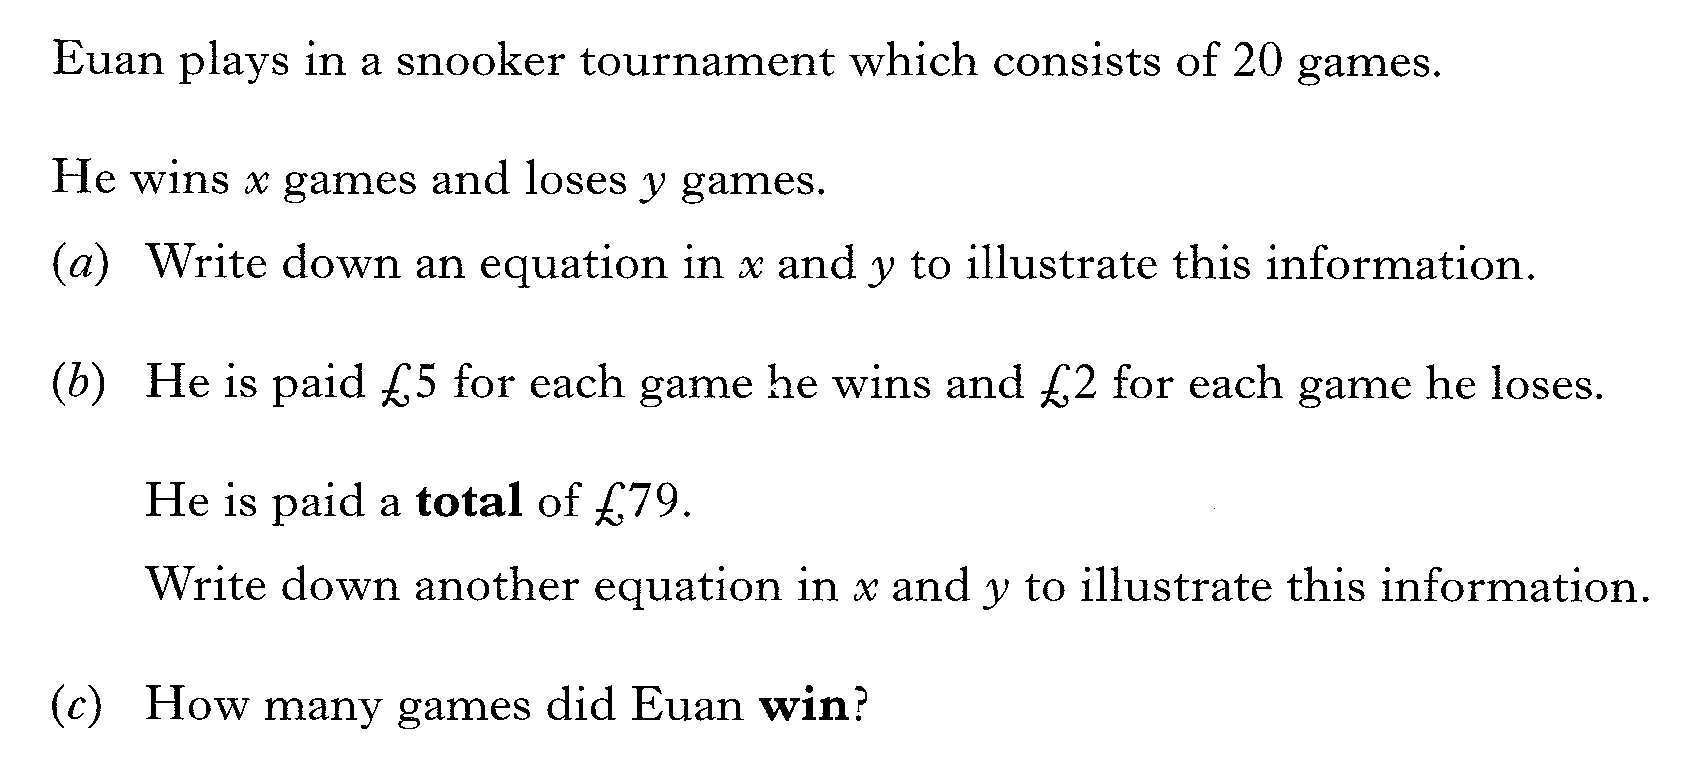 Euan plays in a snooker tournament which consists of 20 games.
He wins x games and loses y games.
(a) Write down an equation in x and y to illustrate this information.
(b) He is paid £5 for each game he wins and £2 for each game he loses.
He is paid a total of £79.
Write down another equation in x and y to illustrate this information.
(c) How many games did Euan win?